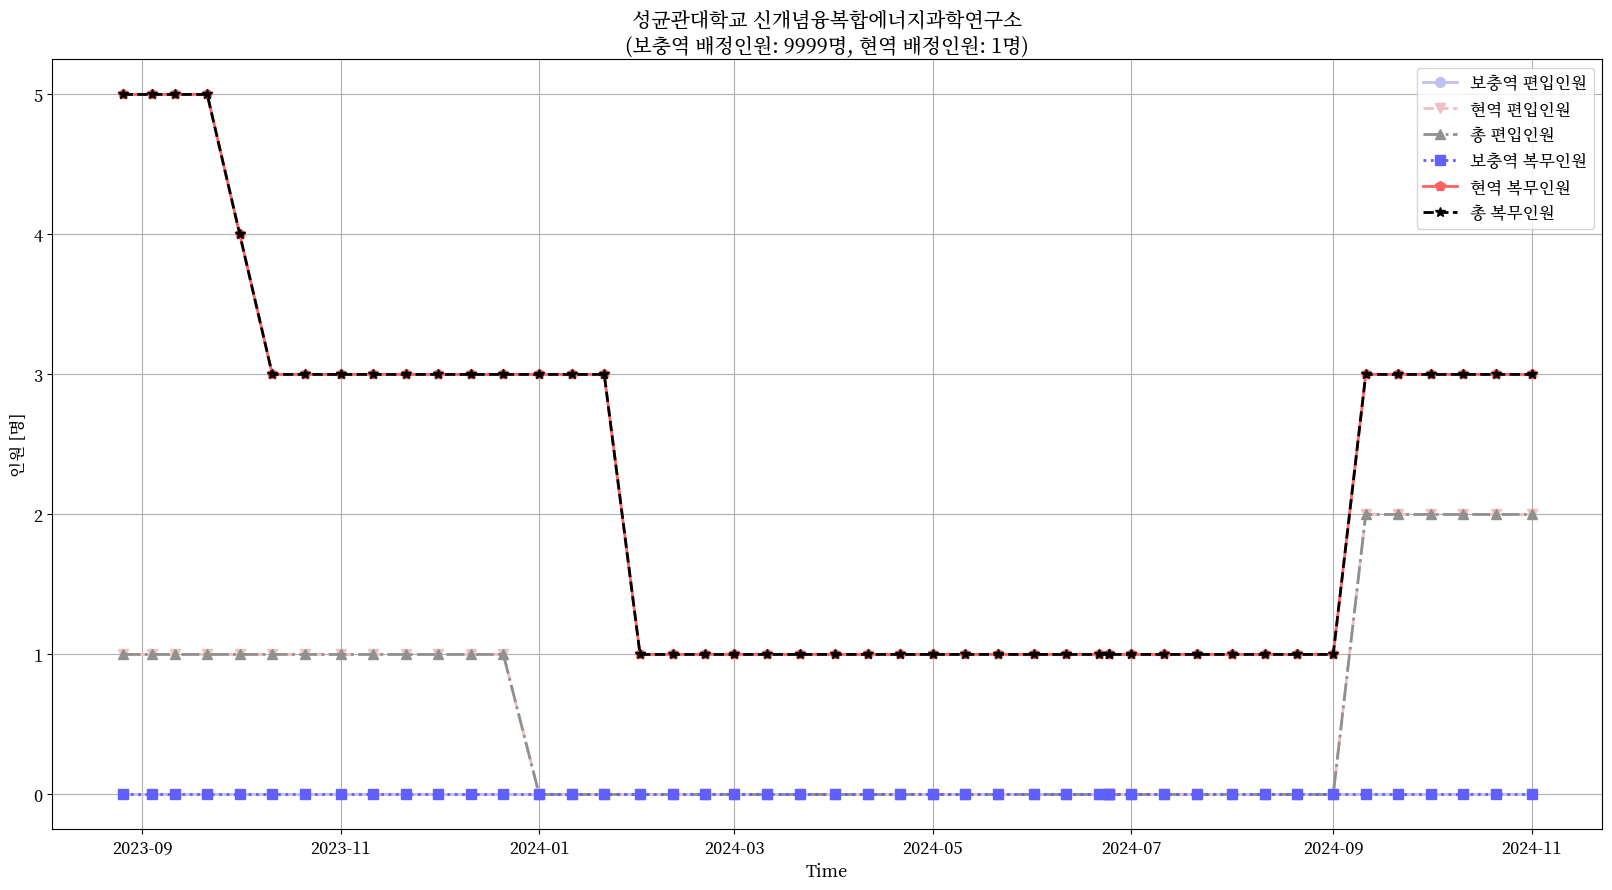 성균관대학교 신개념융복합에너지과학연구소
(보충역 배정인원: 9999명, 현역 배정인원: 1명)
보충역 편입인원
현역 편입인원
총 편입인원
보충역 복무인원
현역 복무인원
총 복무인원
인원 [명]
5
4
3
2
1
0
2023-09
2023-11
2024-01
2024-03
2024-05
2024-07
2024-09
2024-11
Time